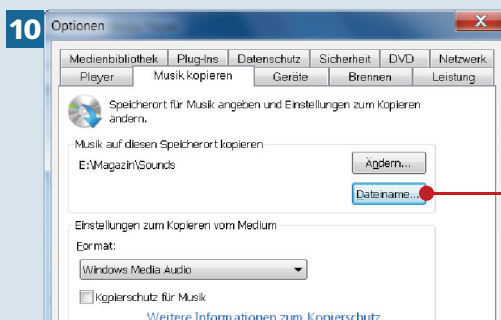 10
Optionen
Medienbibliothek Plug-Ins Datenschutz Sicherheit DVD Netzwerk
Player Musik kopieren Geräte Brennen Leistung
Speicherort für Musik angeben und Einstellungen zum Kopieren
ändern.
Musik auf diesen Speicherort kopieren
E:\Magazin\Sounds
Ändern...
Dateiname...
Einstellungen zum Kopieren vom Medium
Format:
Windows Media Audio
Kopierschutz für Musik
Weitere Informationen zum Kopierschutz